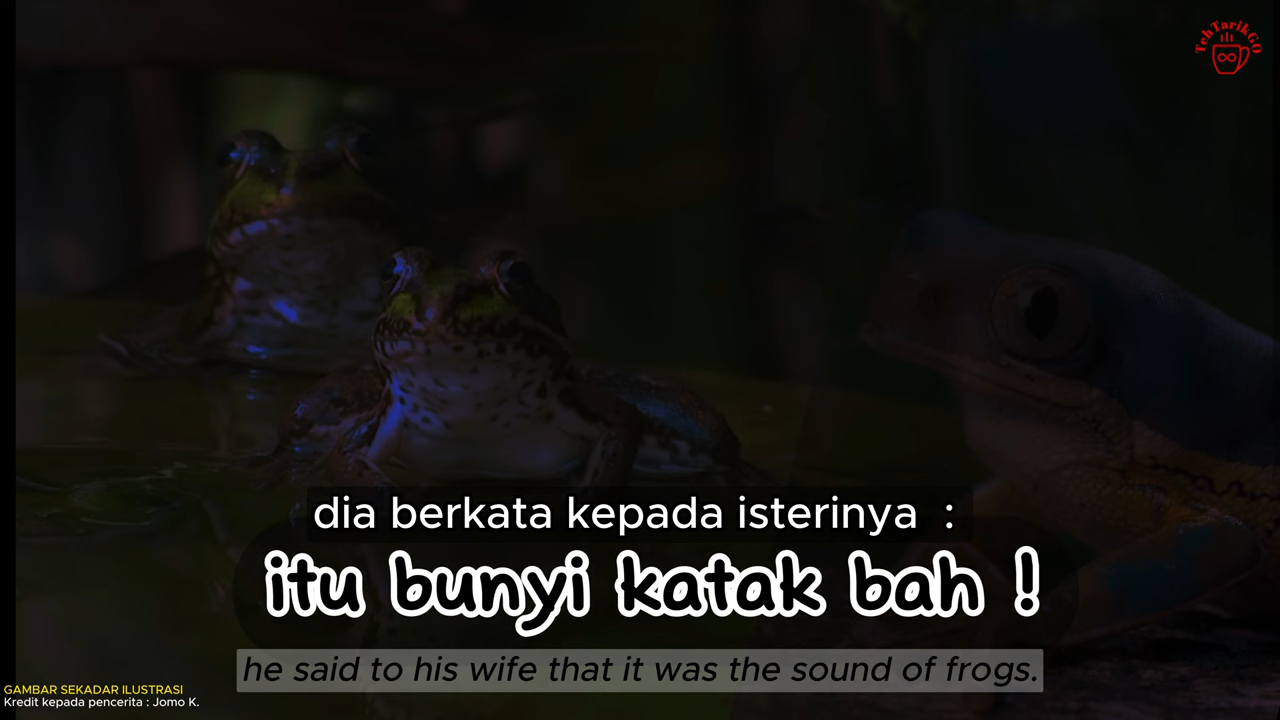 TehTarikGO
dia berkata kepada isterinya :
itu bunyi katak bah !
he said to his wife that it was the sound of frogs.
GAMBAR SEKADAR ILUSTRASI
Kredit kepada pencerita : Jomo K.